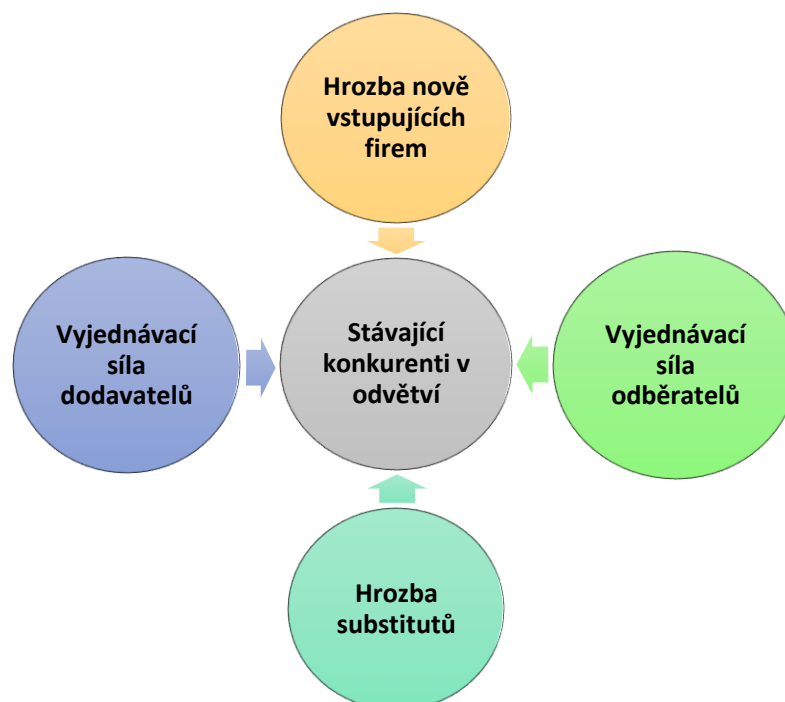 Hrozba nově
vstupujících
firem
Vyjednávací
síla
dodavatelů
Stávající
konkurenti v
odvětví
Vyjednávací
síla
odběratelů
Hrozba
substitutů